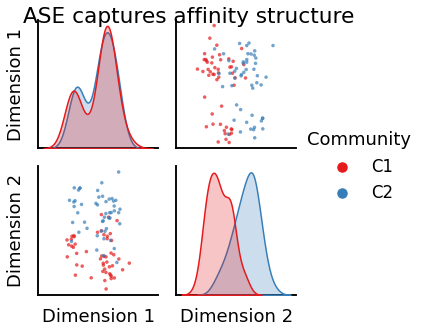 ASE captures affinity structure
Dimension 1
Community
C1
C2
Dimension 2
Dimension 1
Dimension 2